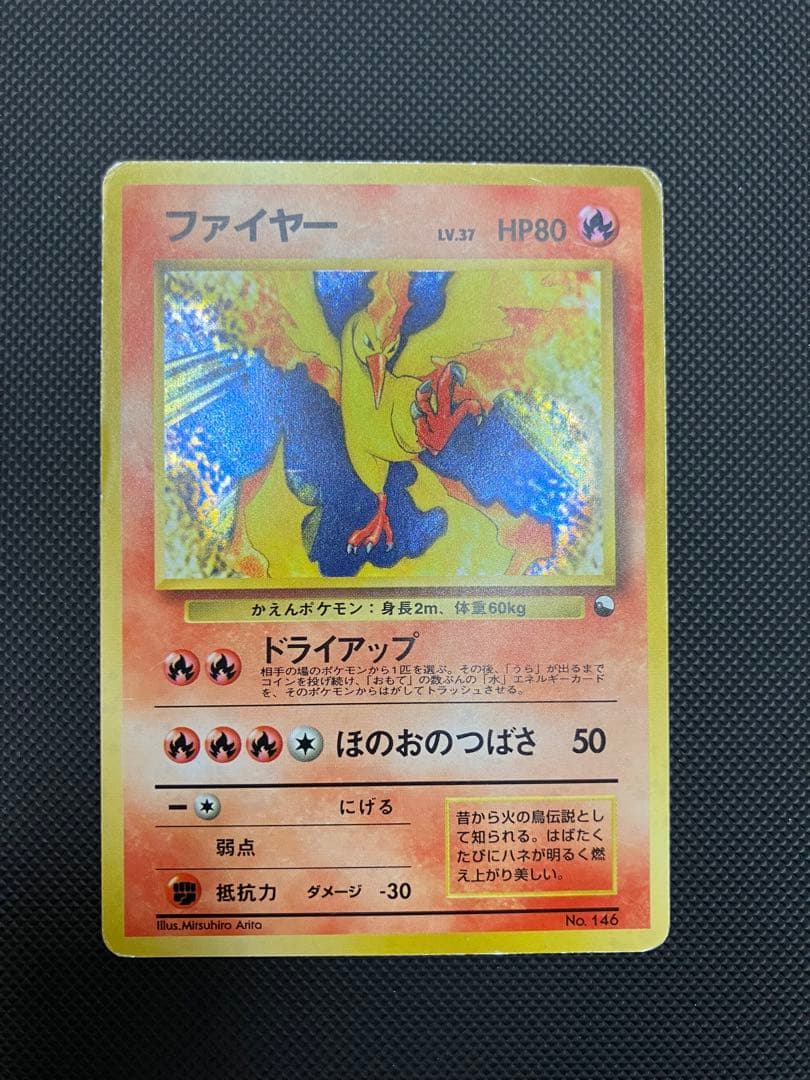 ファイヤー LV.37 HP80
かえんポケモン：身長2m、体重60kg
ドライアップ
相手の場のポケモンから1匹を選ぶ。その後、「うら」が出るまで
コインを投げ続け、「おもて」の数ぶんの「水」エネルギーカード
を、そのポケモンからはがしてトラッシュさせる。
ほのおのつばさ 50
にげる
弱点
抵抗力 ダメージ -30
昔から火の鳥伝説とし
て知られる。はばたく
たびにハネが明るく燃
え上がり美しい。
Illus.Mitsuhiro Arita
No. 146